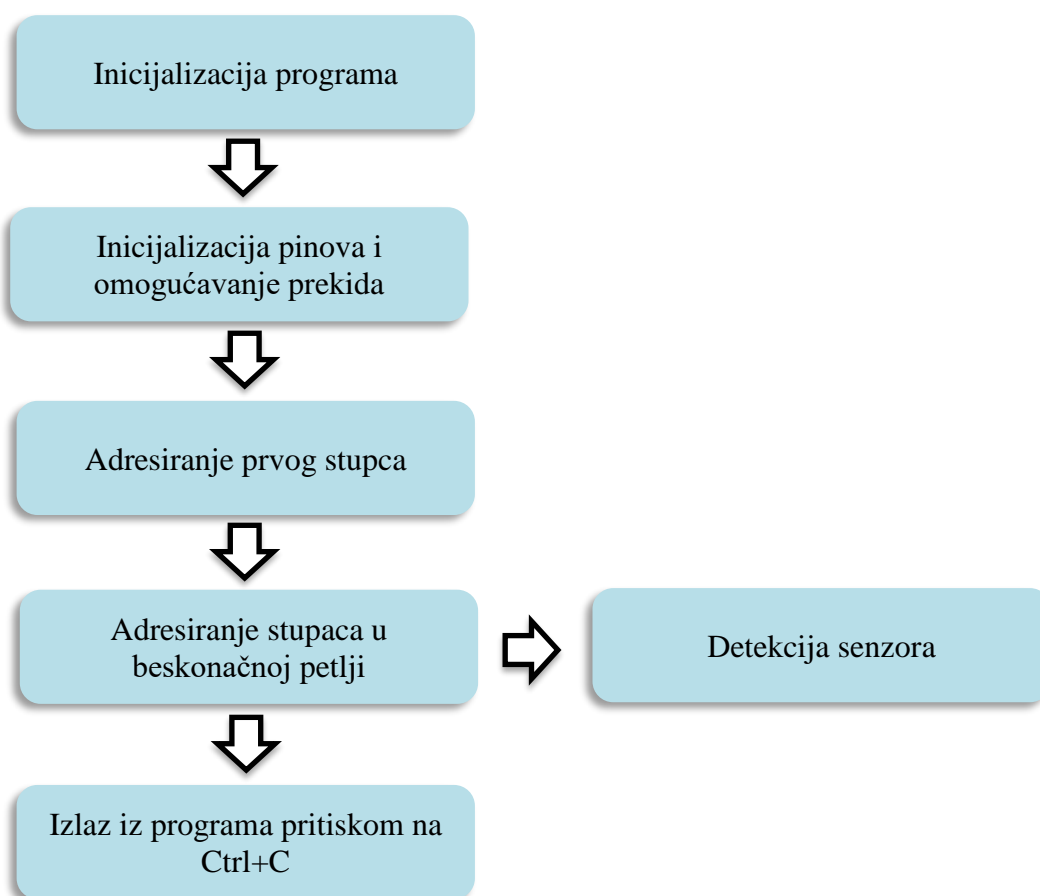 Inicijalizacija programa
Inicijalizacija pinova i
omogućavanje prekida
Adresiranje prvog stupca
Adresiranje stupaca u
beskonačnoj petlji
Detekcija senzora
Izlaz iz programa pritiskom na
Ctrl+C